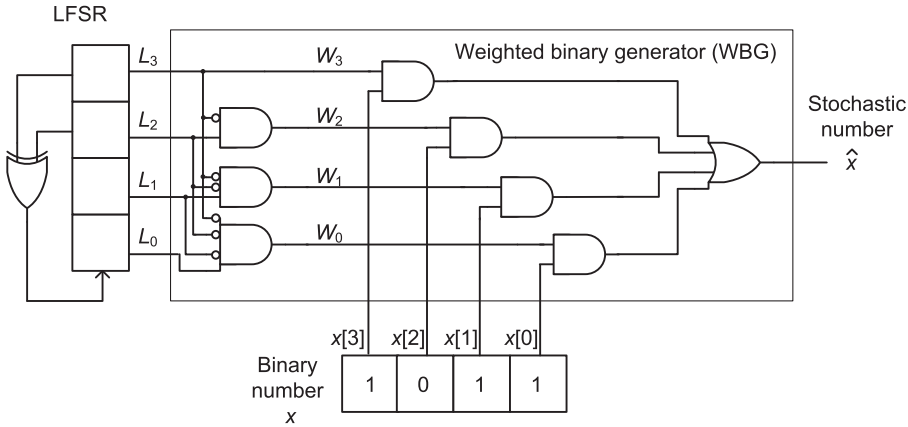 LFSR
Weighted binary generator (WBG)
L3
W3
L2
W2
L1
W1
L0
W0
Stochastic
number
x̂
x[3] x[2] x[1] x[0]
Binary
number
x
1 0 1 1